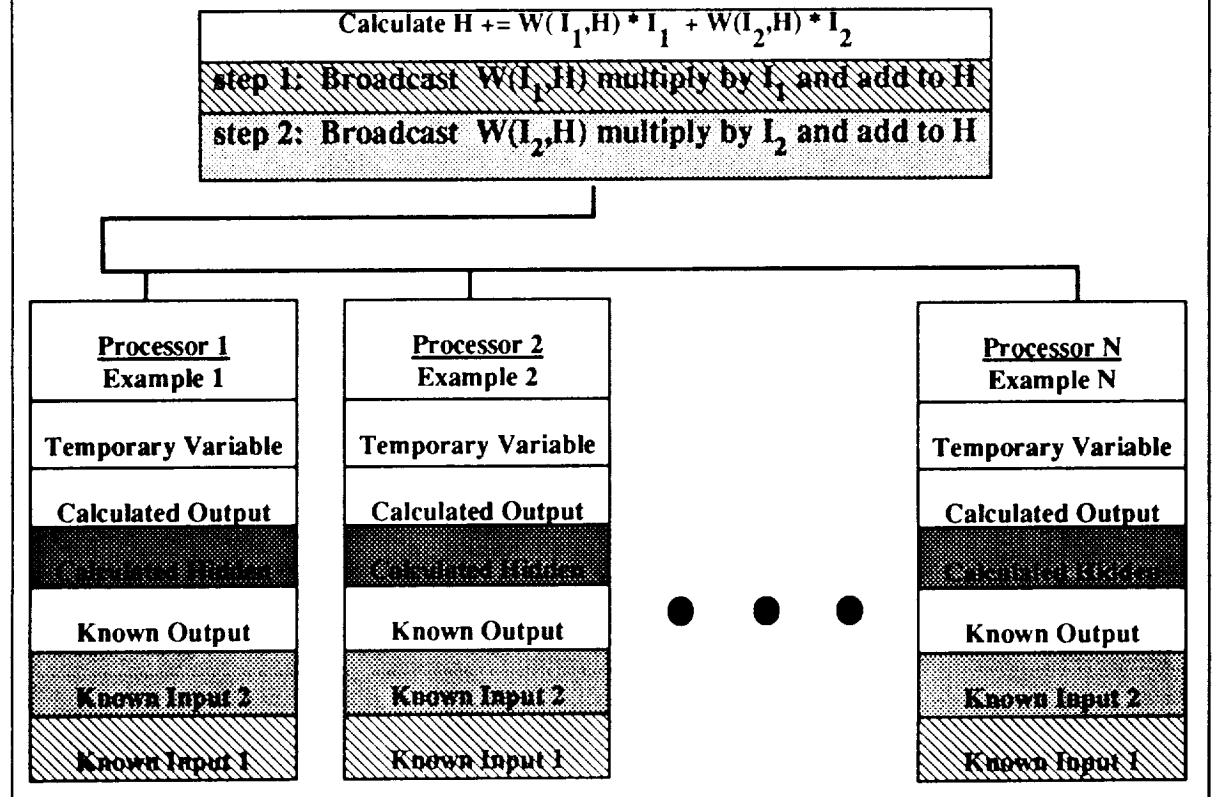 Calculate H += W( I1,H) * I1 + W(I2,H) * I2
step 1: Broadcast W(I1,H) multiply by I1 and add to H
step 2: Broadcast W(I2,H) multiply by I2 and add to H
Processor 1
Example 1
Temporary Variable
Calculated Output
Calculated Hidden
Known Output
Known Input 2
Known Input 1
Processor 2
Example 2
Temporary Variable
Calculated Output
Calculated Hidden
Known Output
Known Input 2
Known Input 1
Processor N
Example N
Temporary Variable
Calculated Output
Calculated Hidden
Known Output
Known Input 2
Known Input 1